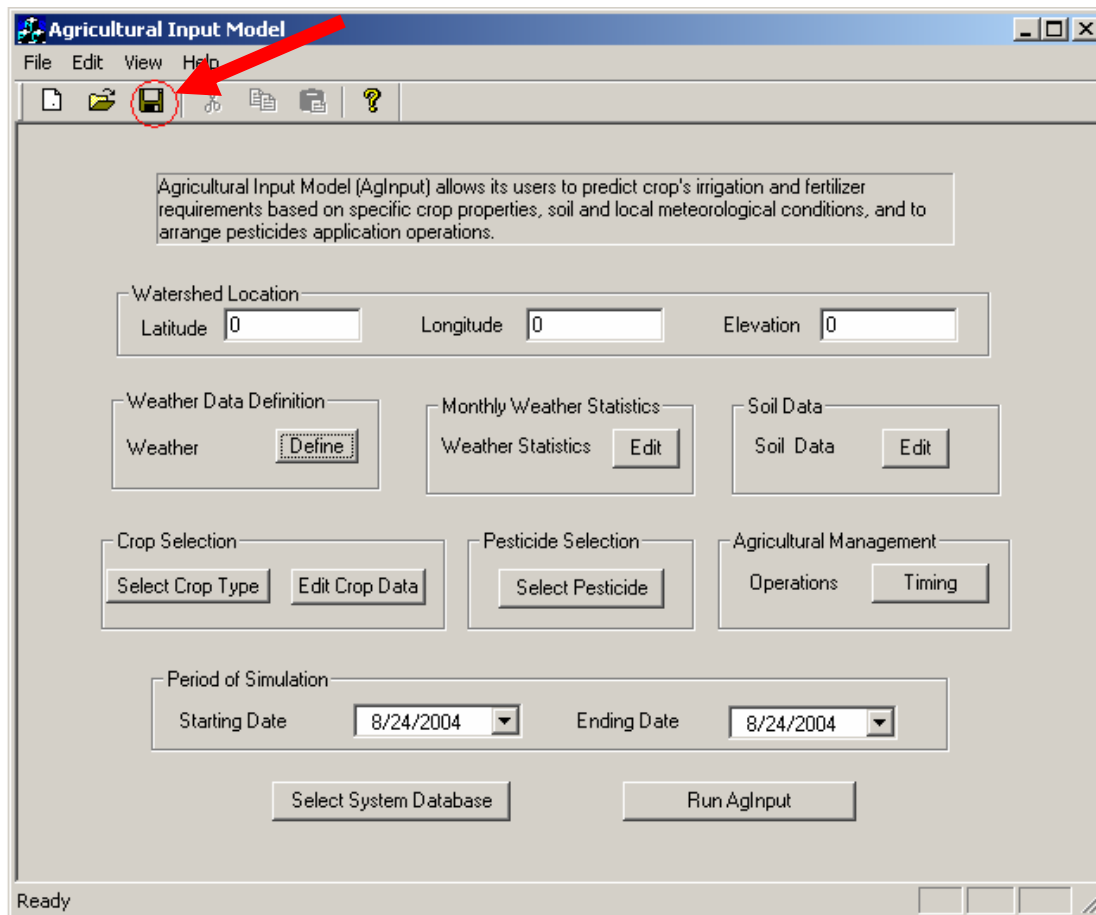 Agricultural Input Model
File Edit View Help
Agricultural Input Model (AgInput) allows its users to predict crop's irrigation and fertilizer
requirements based on specific crop properties, soil and local meteorological conditions, and to
arrange pesticides application operations.
Watershed Location
Latitude 0 Longitude 0 Elevation 0
Weather Data Definition Monthly Weather Statistics Soil Data
Weather Define Weather Statistics Edit Soil Data Edit
Crop Selection Pesticide Selection Agricultural Management
Select Crop Type Edit Crop Data Select Pesticide Operations Timing
Period of Simulation
Starting Date 8/24/2004 Ending Date 8/24/2004
Select System Database Run AgInput
Ready